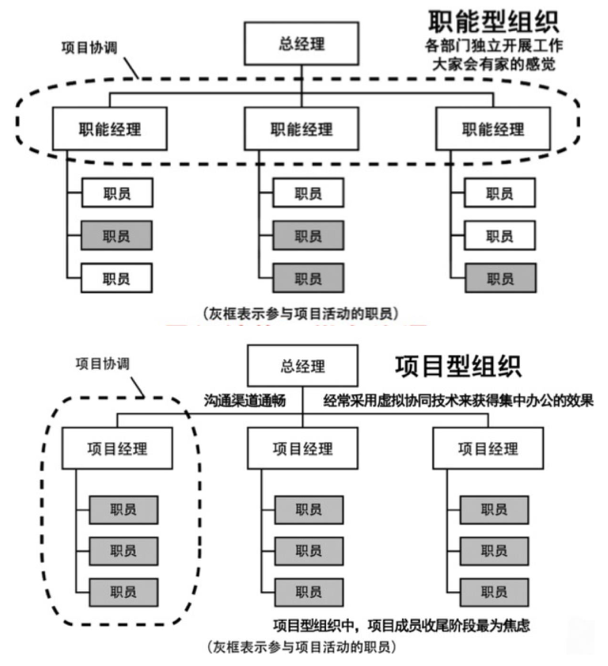 职能型组织
各部门独立开展工作
大家会有家的感觉
项目协调
总经理
职能经理 职能经理 职能经理
职员 职员 职员
职员 职员 职员
职员 职员 职员
(灰框表示参与项目活动的职员)
项目型组织
项目协调
总经理
沟通渠道通畅 经常采用虚拟协同技术来获得集中办公的效果
项目经理 项目经理 项目经理
职员 职员 职员
职员 职员 职员
职员 职员 职员
项目型组织中，项目成员收尾阶段最为焦虑
(灰框表示参与项目活动的职员)